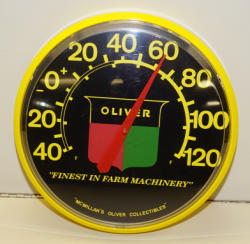 -0+ 20 40 60 80 100 120
20
40
OLIVER
"FINEST IN FARM MACHINERY"
"MCMILLAN'S OLIVER COLLECTIBLES"